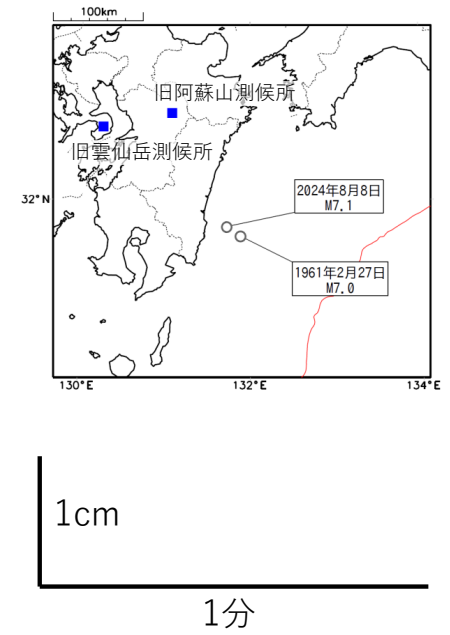 100km
旧阿蘇山測候所
旧雲仙岳測候所
32°N
2024年8月8日
M7.1
1961年2月27日
M7.0
130°E
132°E
134°E
1cm
1分